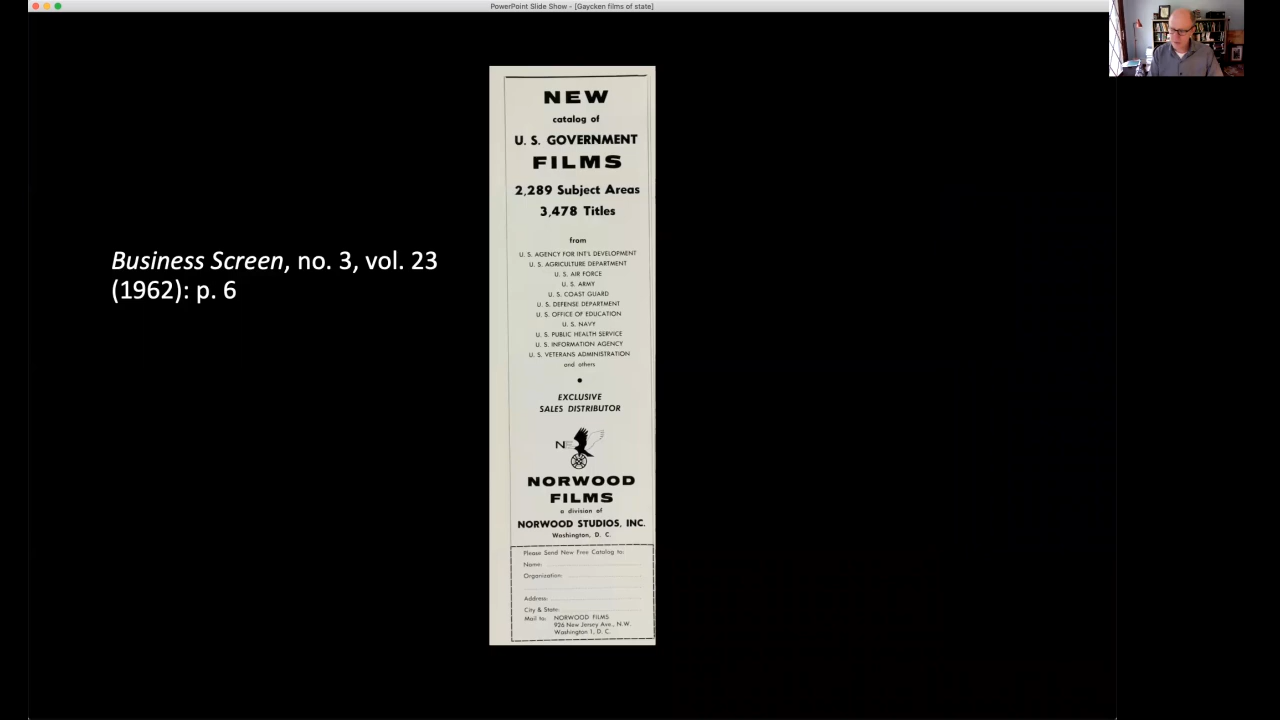 PowerPoint Slide Show - [Gaycken films of state]
Business Screen, no. 3, vol. 23
(1962): p. 6
NEW
catalog of
U. S. GOVERNMENT
FILMS
2,289 Subject Areas
3,478 Titles
from
U. S. AGENCY FOR INT'L DEVELOPMENT
U. S. AGRICULTURE DEPARTMENT
U. S. AIR FORCE
U. S. ARMY
U. S. COAST GUARD
U. S. DEFENSE DEPARTMENT
U. S. OFFICE OF EDUCATION
U. S. NAVY
U. S. PUBLIC HEALTH SERVICE
U. S. INFORMATION AGENCY
U. S. VETERANS ADMINISTRATION
and others
EXCLUSIVE
SALES DISTRIBUTOR
NORWOOD
FILMS
a division of
NORWOOD STUDIOS, INC.
Washington, D. C.
Please Send New Free Catalog to:
Name:
Organization:
Address:
City & State:
Mail to: NORWOOD FILMS
926 New Jersey Ave., N.W.
Washington 1, D. C.